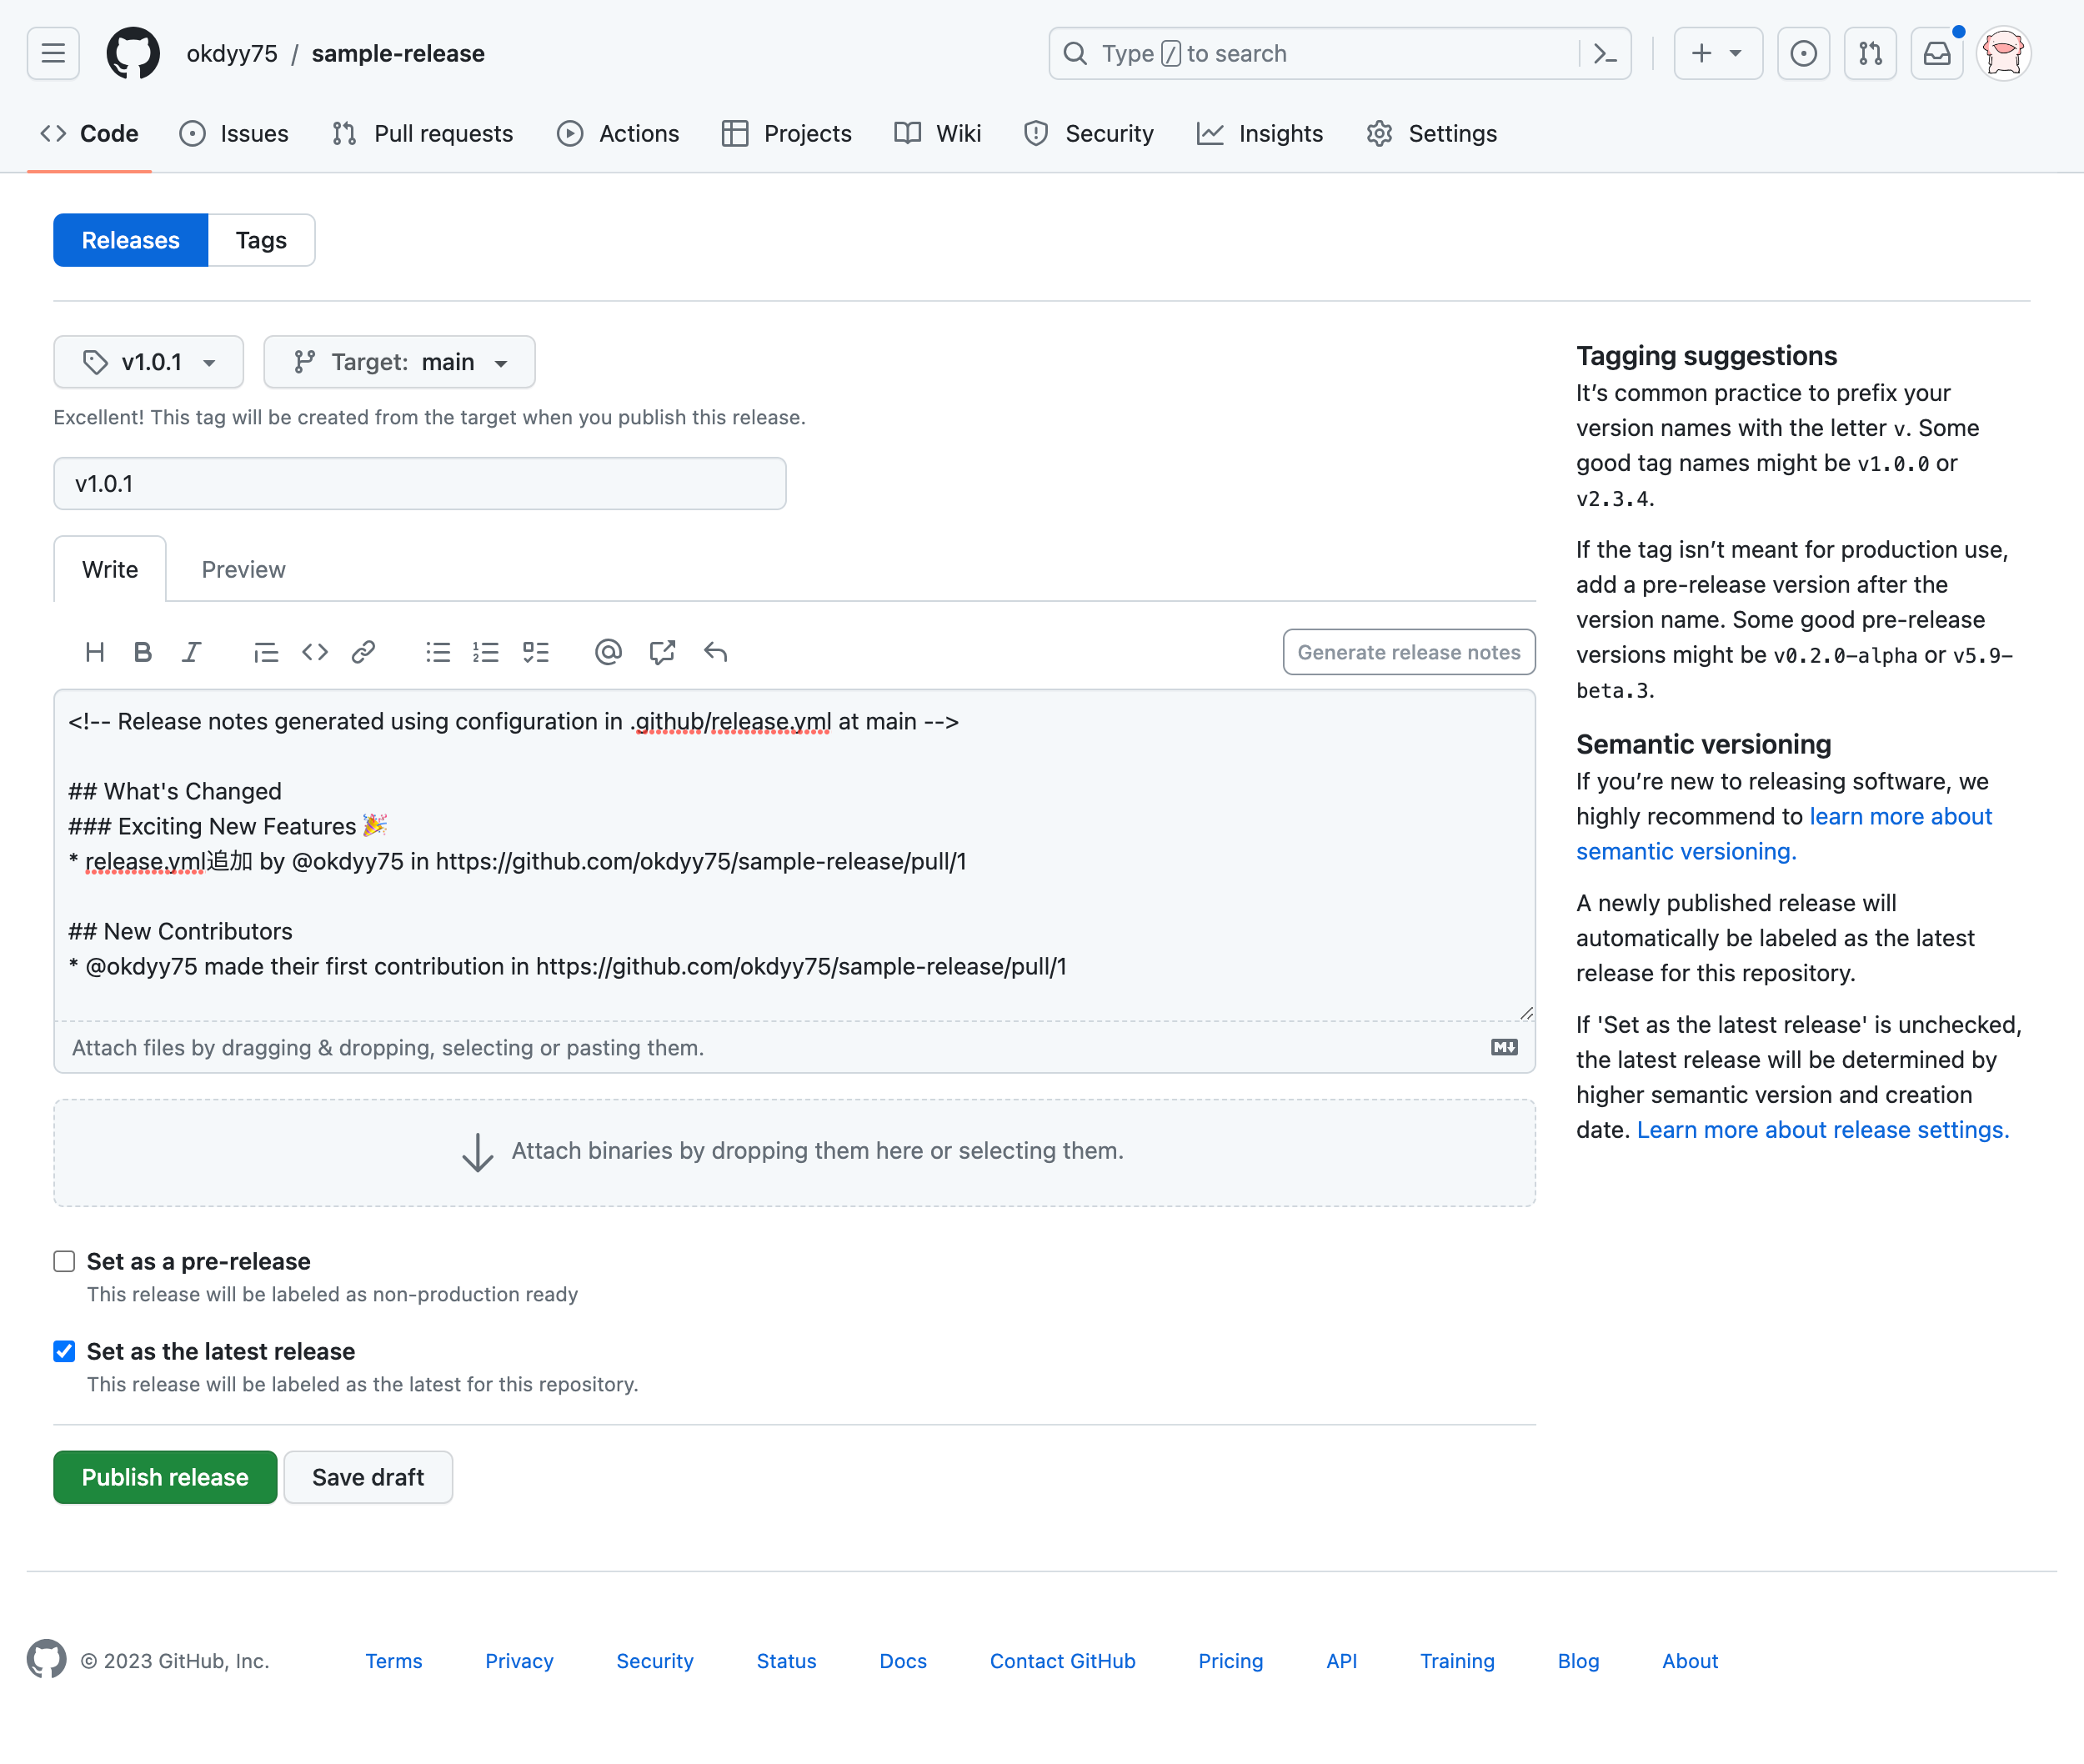 okdyy75 / sample-release
Type / to search
Code
Issues
Pull requests
Actions
Projects
Wiki
Security
Insights
Settings
Releases
Tags
v1.0.1
Target: main
Excellent! This tag will be created from the target when you publish this release.
v1.0.1
Write
Preview
Generate release notes
<!-- Release notes generated using configuration in .github/release.yml at main -->
## What's Changed
### Exciting New Features 🎉
* release.yml追加 by @okdyy75 in https://github.com/okdyy75/sample-release/pull/1
## New Contributors
* @okdyy75 made their first contribution in https://github.com/okdyy75/sample-release/pull/1
Attach files by dragging & dropping, selecting or pasting them.
Attach binaries by dropping them here or selecting them.
Set as a pre-release
This release will be labeled as non-production ready
Set as the latest release
This release will be labeled as the latest for this repository.
Publish release
Save draft
Tagging suggestions
It’s common practice to prefix your
version names with the letter v. Some
good tag names might be v1.0.0 or
v2.3.4.
If the tag isn’t meant for production use,
add a pre-release version after the
version name. Some good pre-release
versions might be v0.2.0-alpha or v5.9-
beta.3.
Semantic versioning
If you’re new to releasing software, we
highly recommend to learn more about
semantic versioning.
A newly published release will
automatically be labeled as the latest
release for this repository.
If 'Set as the latest release' is unchecked,
the latest release will be determined by
higher semantic version and creation
date. Learn more about release settings.
© 2023 GitHub, Inc.
Terms
Privacy
Security
Status
Docs
Contact GitHub
Pricing
API
Training
Blog
About